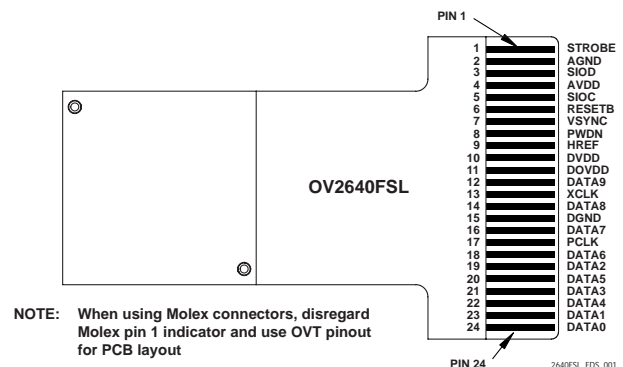 PIN 1
1 STROBE
2 AGND
3 SIOD
4 AVDD
5 SIOC
6 RESETB
7 VSYNC
8 PWDN
9 HREF
10 DVDD
11 DOVDD
12 DATA9
13 XCLK
14 DATA8
15 DGND
16 DATA7
17 PCLK
18 DATA6
19 DATA2
20 DATA5
21 DATA3
22 DATA4
23 DATA1
24 DATA0
OV2640FSL
NOTE: When using Molex connectors, disregard
Molex pin 1 indicator and use OVT pinout
for PCB layout
PIN 24
2640FSL_FDS_001